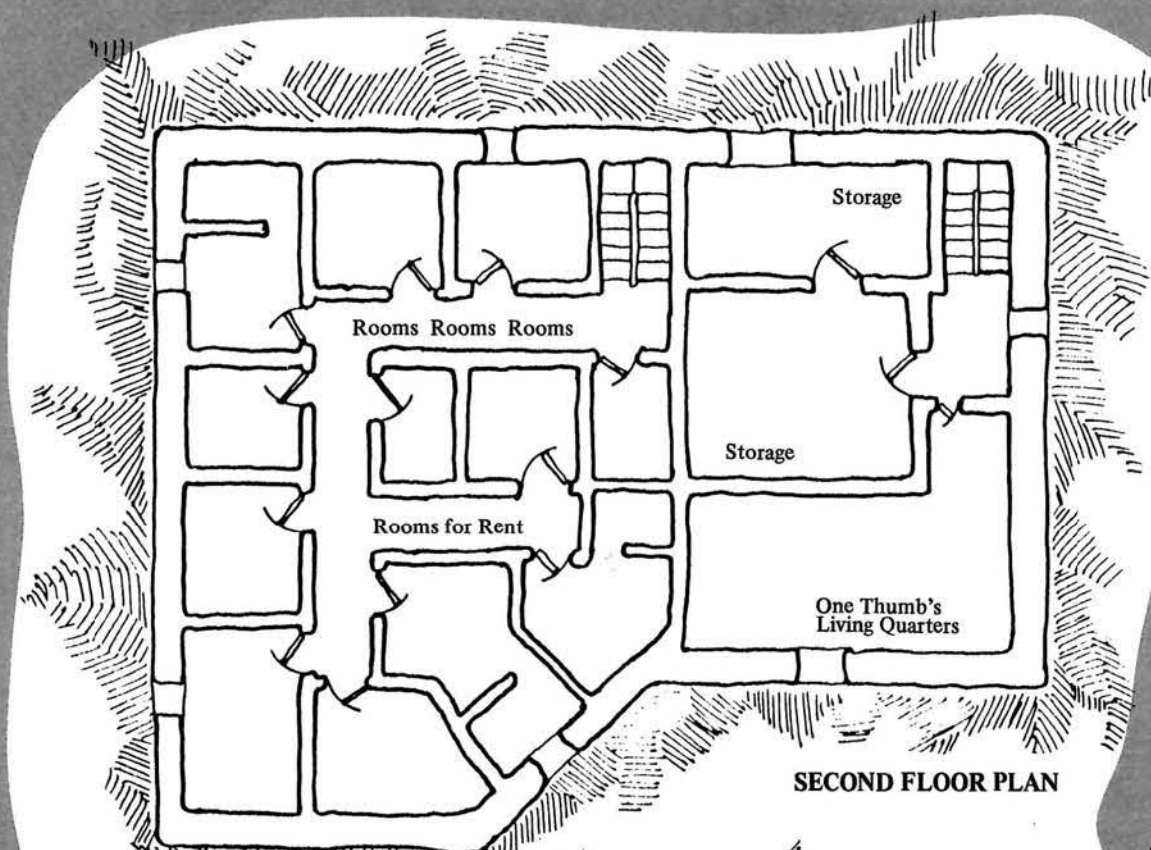 Storage
Rooms Rooms Rooms
Storage
Rooms for Rent
One Thumb's
Living Quarters
SECOND FLOOR PLAN